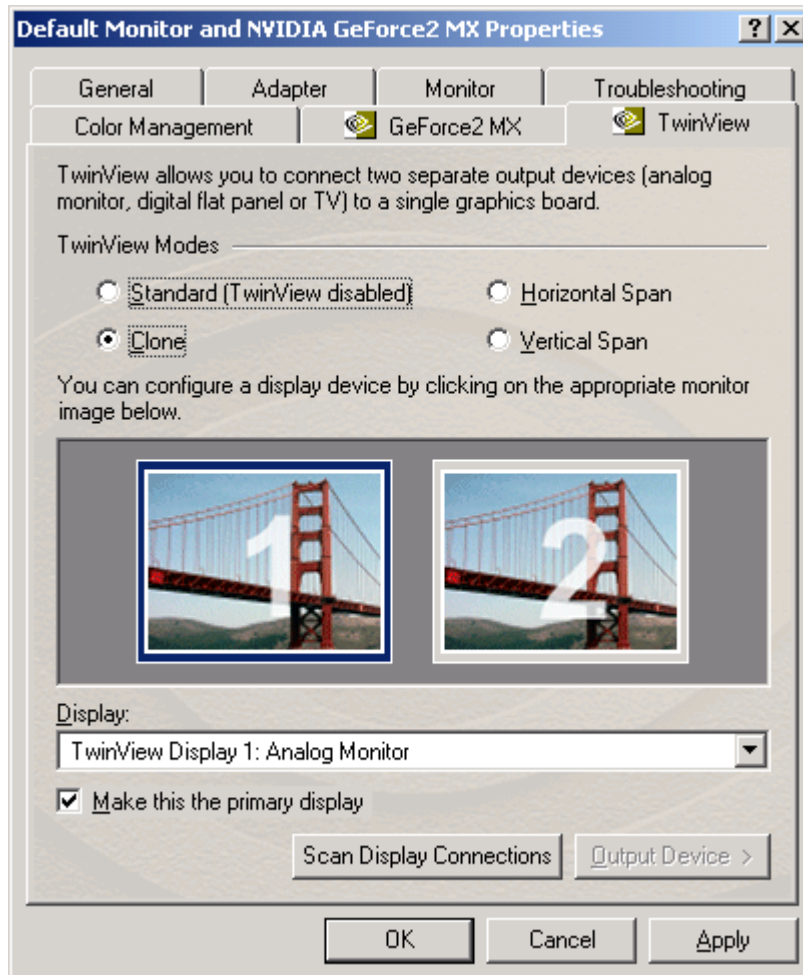 Default Monitor and NVIDIA GeForce2 MX Properties
General Adapter Monitor Troubleshooting
Color Management GeForce2 MX TwinView
TwinView allows you to connect two separate output devices (analog
monitor, digital flat panel or TV) to a single graphics board.
TwinView Modes
Standard (TwinView disabled) Horizontal Span
Clone Vertical Span
You can configure a display device by clicking on the appropriate monitor
image below.
1 2
Display:
TwinView Display 1: Analog Monitor
Make this the primary display
Scan Display Connections Output Device >
OK Cancel Apply